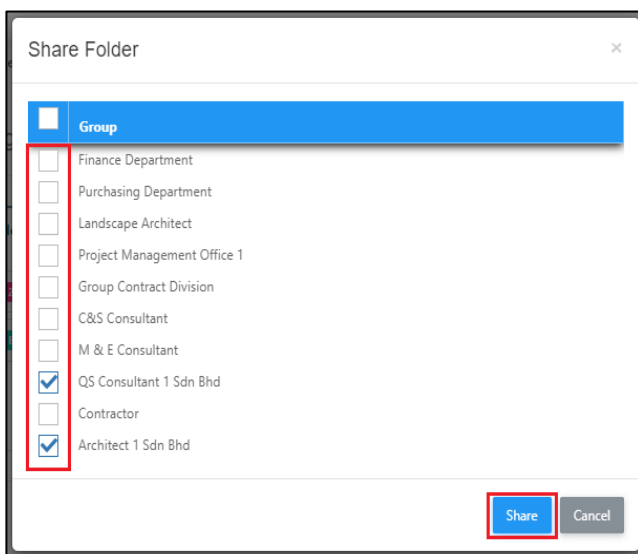 Share Folder
×
Group
Finance Department
Purchasing Department
Landscape Architect
Project Management Office 1
Group Contract Division
C&S Consultant
M & E Consultant
QS Consultant 1 Sdn Bhd
Contractor
Architect 1 Sdn Bhd
Share Cancel